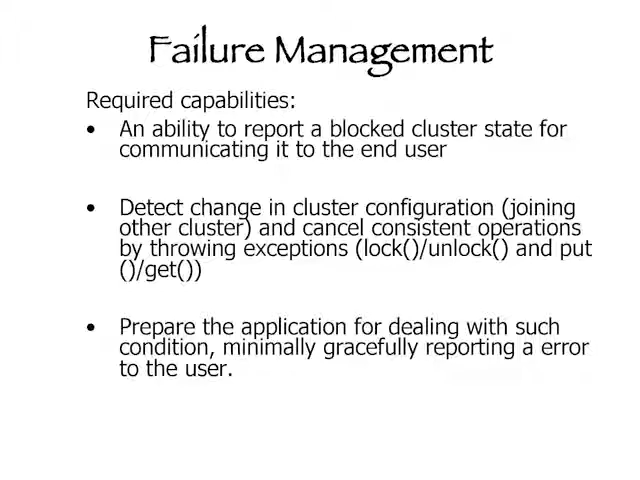 Failure Management
Required capabilities:
• An ability to report a blocked cluster state for
communicating it to the end user
• Detect change in cluster configuration (joining
other cluster) and cancel consistent operations
by throwing exceptions (lock()/unlock() and put
()/get())
• Prepare the application for dealing with such
condition, minimally gracefully reporting a error
to the user.